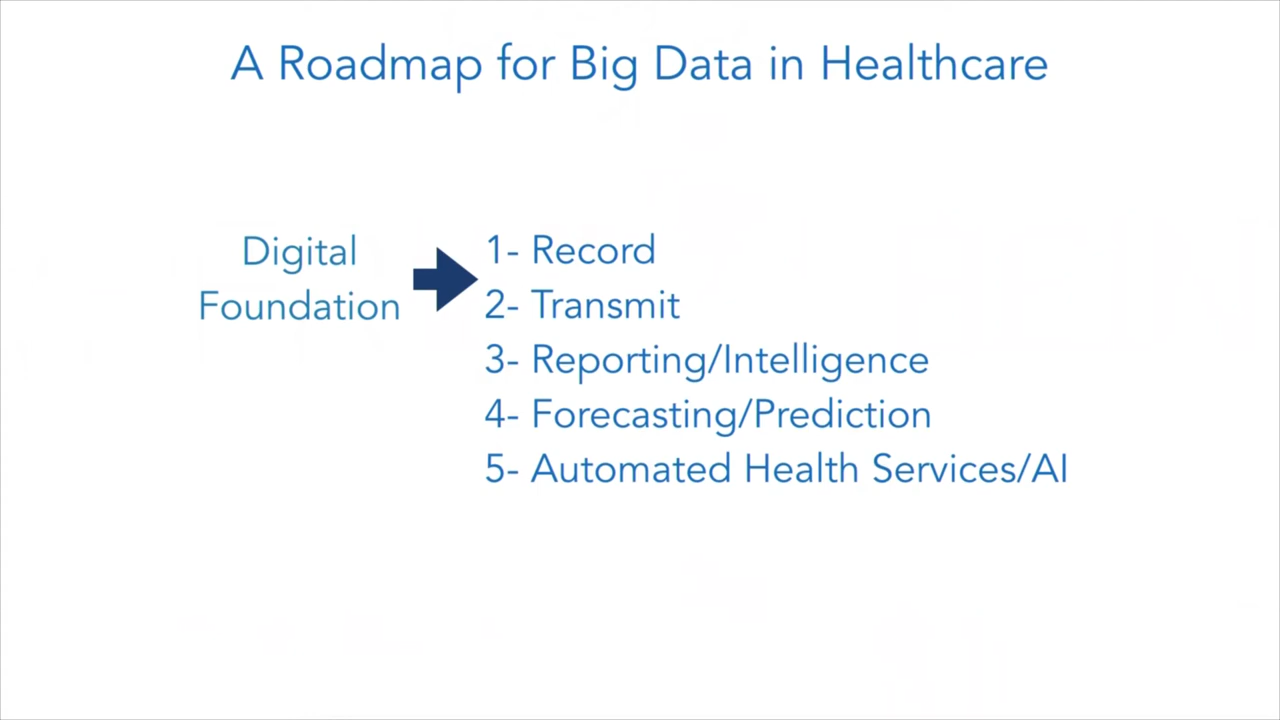 A Roadmap for Big Data in Healthcare
Digital
Foundation
1- Record
2- Transmit
3- Reporting/Intelligence
4- Forecasting/Prediction
5- Automated Health Services/AI